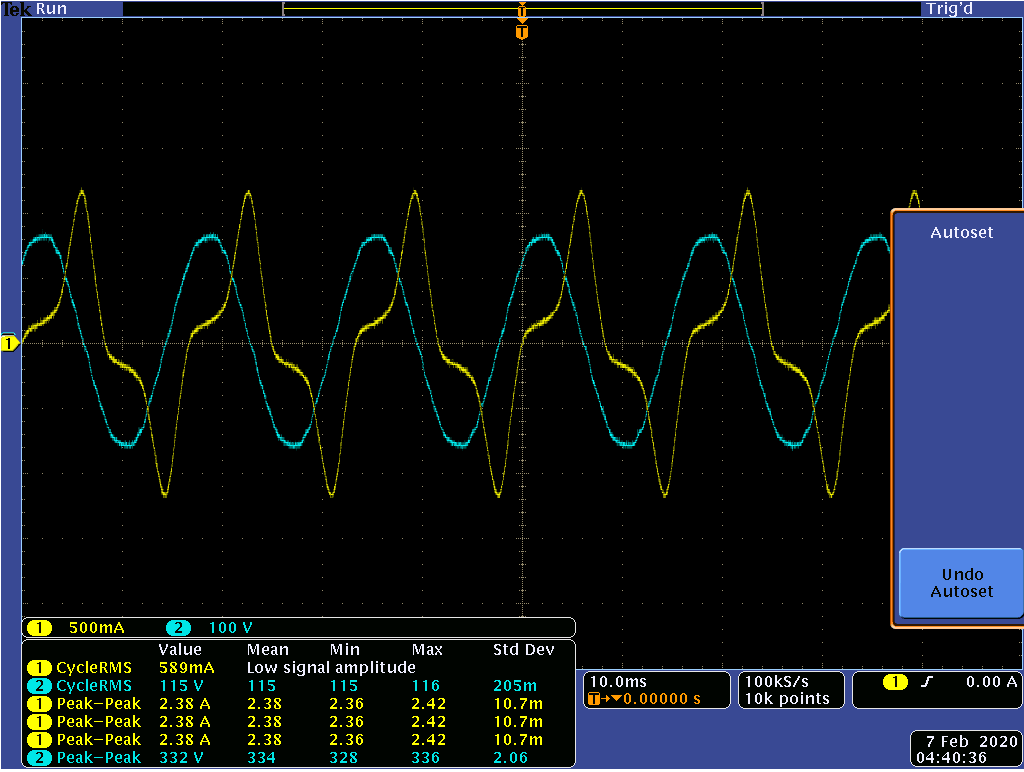 Tek Run Trig'd
T
T
Autoset
1
Undo
Autoset
1 500mA 2 100 V
Value Mean Min Max Std Dev
1 CycleRMS 589mA Low signal amplitude
2 CycleRMS 115 V 115 115 116 205m
1 Peak-Peak 2.38 A 2.38 2.36 2.42 10.7m
1 Peak-Peak 2.38 A 2.38 2.36 2.42 10.7m
1 Peak-Peak 2.38 A 2.38 2.36 2.42 10.7m
2 Peak-Peak 332 V 334 328 336 2.06
10.0ms
T→▼0.00000 s
100kS/s
10k points
1 0.00 A
7 Feb 2020
04:40:36